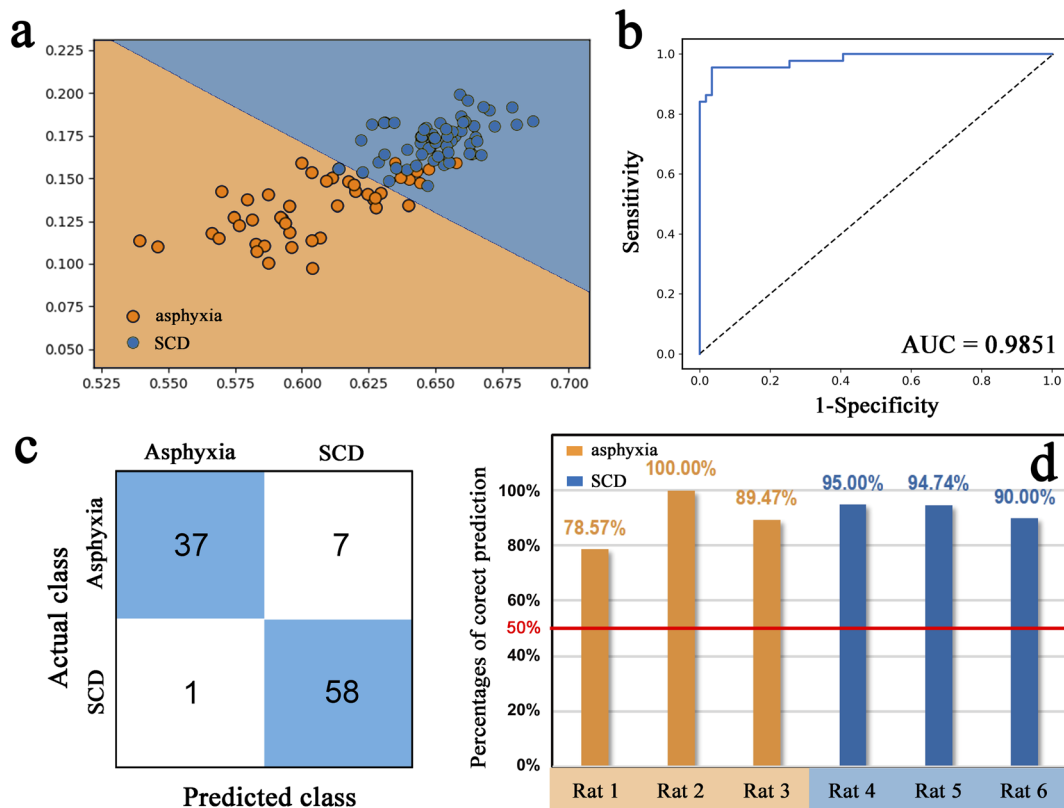 a
0.225
0.200
0.175
0.150
0.125
0.100
0.075
0.050
asphyxia
SCD
0.525 0.550 0.575 0.600 0.625 0.650 0.675 0.700
b
1.0
0.8
0.6
0.4
0.2
0.0
Sensitivity
AUC = 0.9851
0.0 0.2 0.4 0.6 0.8 1.0
1-Specificity
c
Asphyxia SCD
Actual class
Asphyxia
SCD
37 7
1 58
Predicted class
d
asphyxia
SCD
Percentages of corect prediction
100%
80%
60%
50%
40%
20%
0%
78.57% 100.00% 89.47% 95.00% 94.74% 90.00%
Rat 1 Rat 2 Rat 3 Rat 4 Rat 5 Rat 6